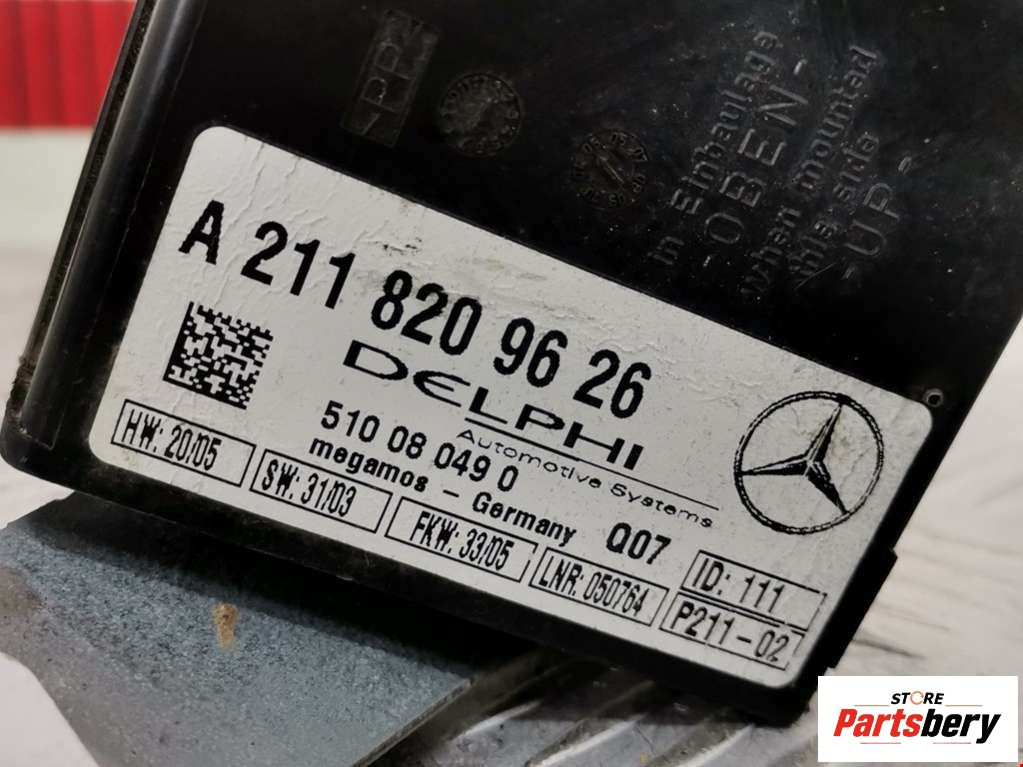 >PP<
in Einbaulage
- OBEN -
when mounted
this side
- UP -
A 211 820 96 26
DELPHI
Automotive Systems
510 08 049 0
megamos - Germany Q07
HW: 20/05
SW: 31/03
FKW: 33/05
LNR: 050764
ID: 111
P211-02
STORE
Partsbery